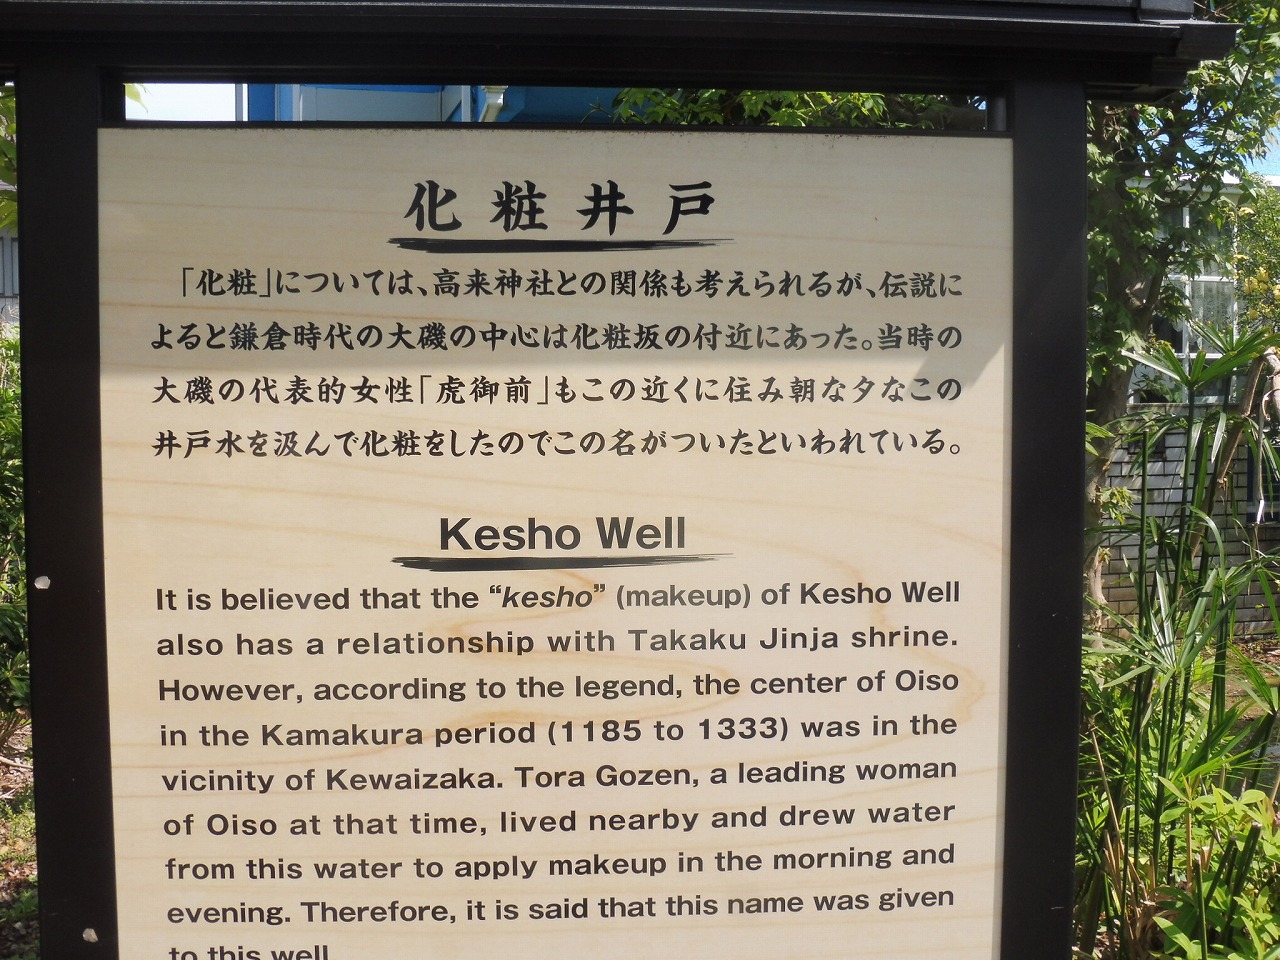 化粧井戸
「化粧」については、高来神社との関係も考えられるが、伝説に
よると鎌倉時代の大磯の中心は化粧坂の付近にあった。当時の
大磯の代表的女性「虎御前」もこの近くに住み朝な夕なこの
井戸水を汲んで化粧をしたのでこの名がついたといわれている。
Kesho Well
It is believed that the “kesho” (makeup) of Kesho Well
also has a relationship with Takaku Jinja shrine.
However, according to the legend, the center of Oiso
in the Kamakura period (1185 to 1333) was in the
vicinity of Kewaizaka. Tora Gozen, a leading woman
of Oiso at that time, lived nearby and drew water
from this water to apply makeup in the morning and
evening. Therefore, it is said that this name was given
to this well